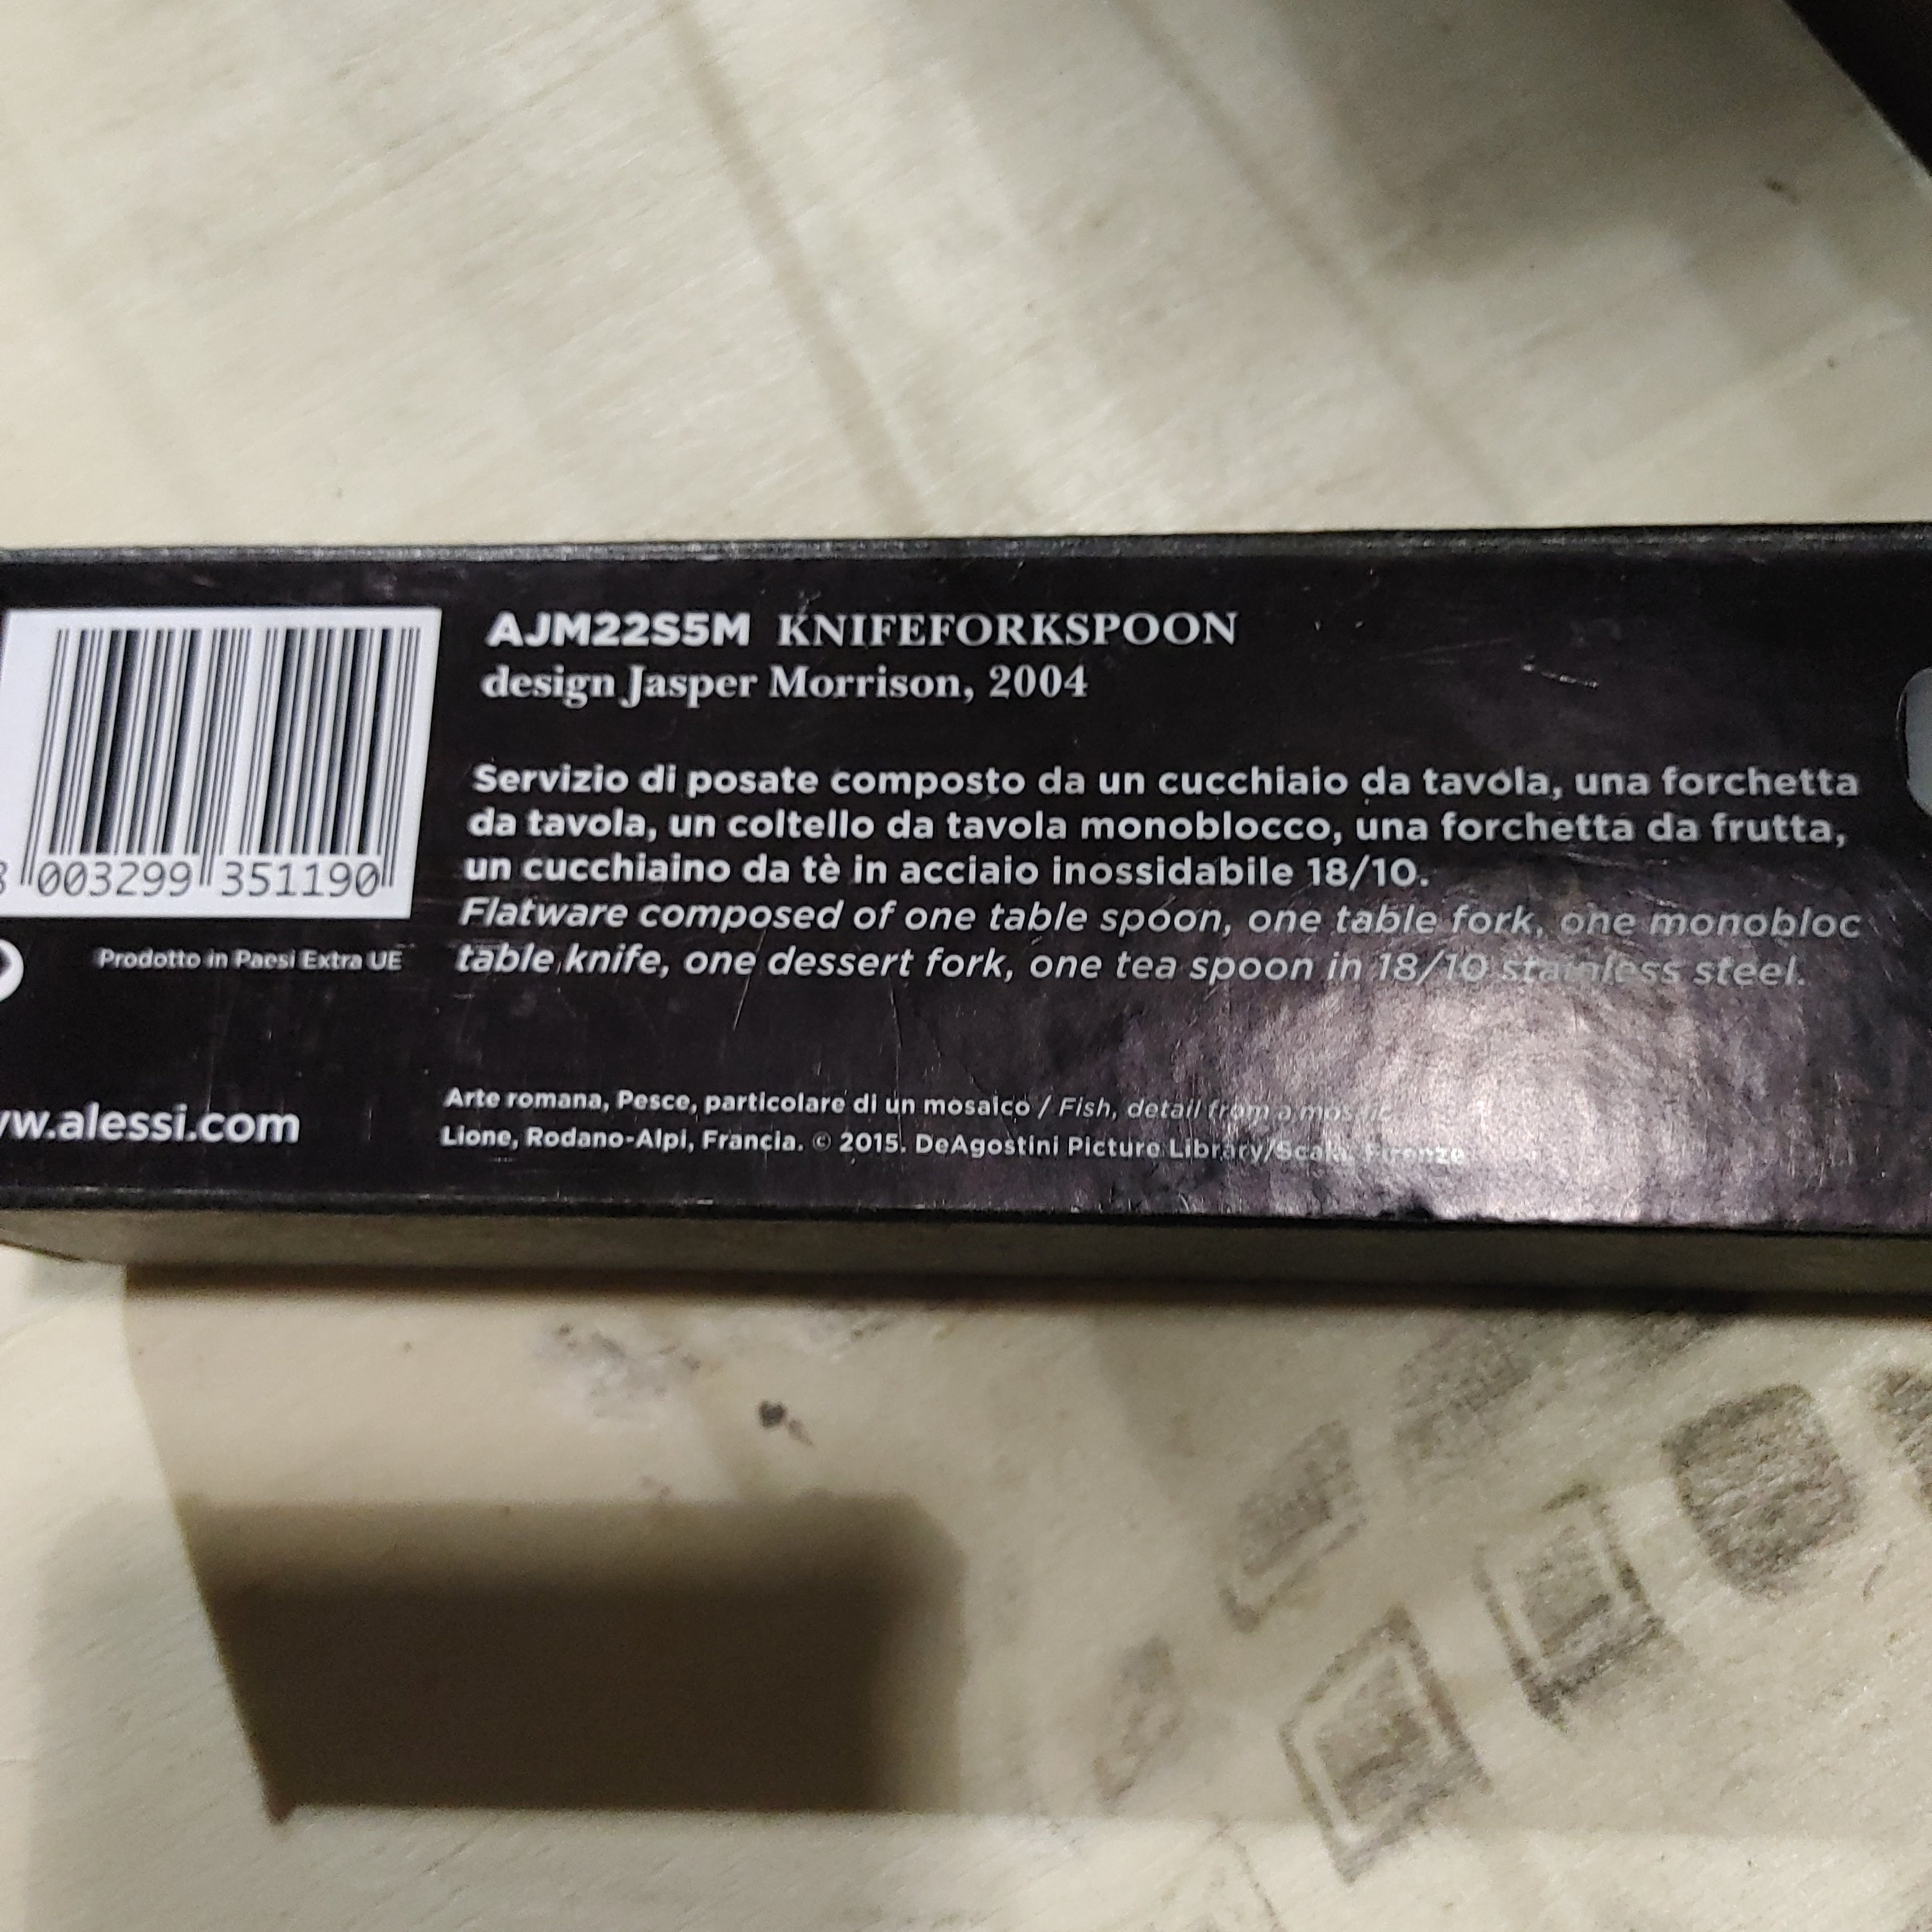 AJM22S5M KNIFEFORKSPOON
design Jasper Morrison, 2004
Servizio di posate composto da un cucchiaio da tavola, una forchetta
da tavola, un coltello da tavola monoblocco, una forchetta da frutta,
un cucchiaino da tè in acciaio inossidabile 18/10.
Flatware composed of one table spoon, one table fork, one monobloc
table knife, one dessert fork, one tea spoon in 18/10 stainless steel.
8 003299 351190
Prodotto in Paesi Extra UE
w.alessi.com
Arte romana, Pesce, particolare di un mosaico / Fish, detail from a mosaic
Lione, Rodano-Alpi, Francia. © 2015. DeAgostini Picture Library/Scala, Firenze